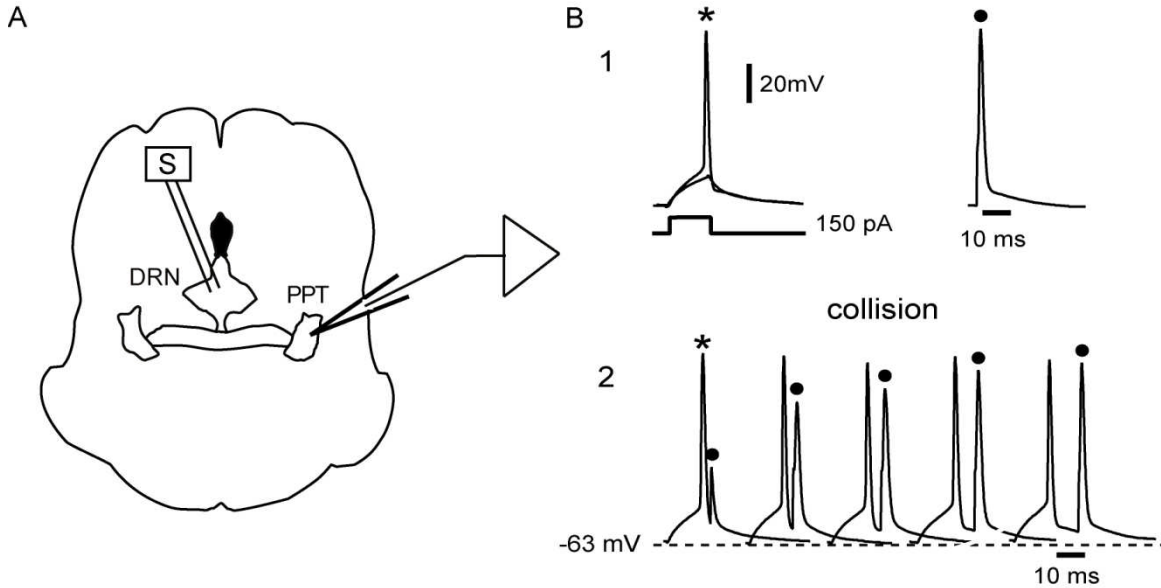 A
S
DRN
PPT
B
1
*
20mV
150 pA
●
10 ms
collision
2
* ● ● ● ● ●
-63 mV
10 ms